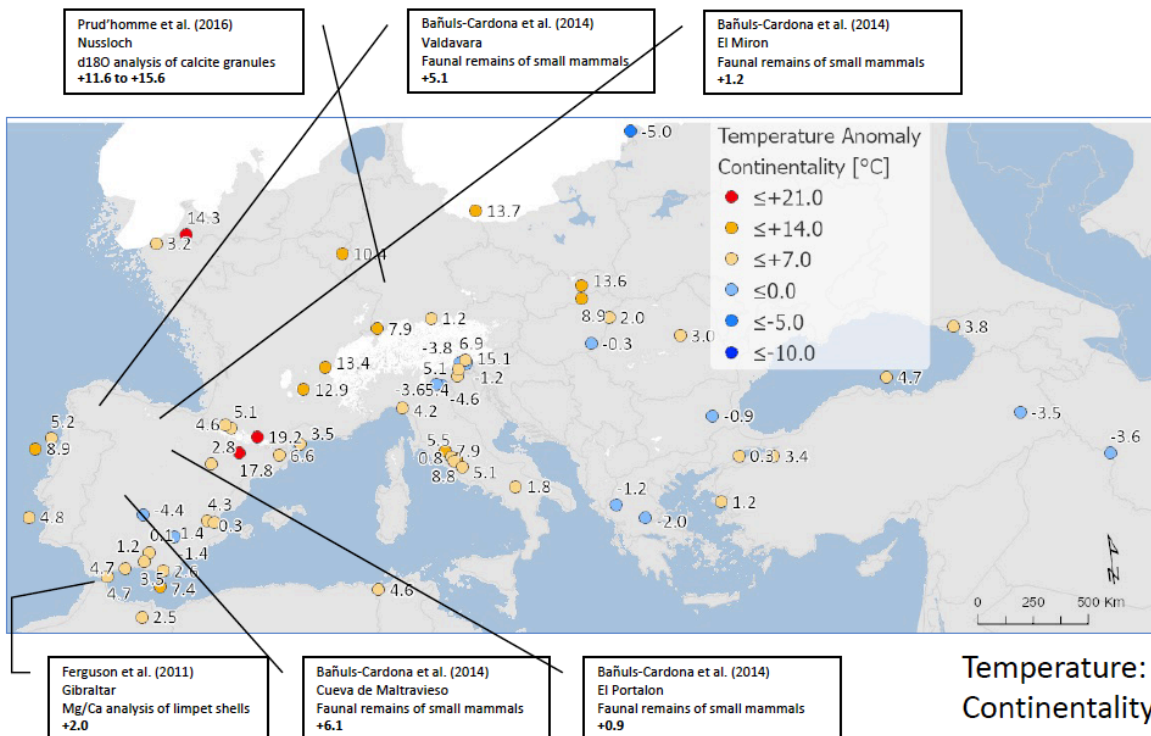 Prud'homme et al. (2016)
Nussloch
d18O analysis of calcite granules
+11.6 to +15.6
Bañuls-Cardona et al. (2014)
Valdavara
Faunal remains of small mammals
+5.1
Bañuls-Cardona et al. (2014)
El Miron
Faunal remains of small mammals
+1.2
Temperature Anomaly
Continentality [°C]
≤+21.0
≤+14.0
≤+7.0
≤0.0
≤-5.0
≤-10.0
-5.0
14.3
3.2
13.7
10.4
13.6
8.9
2.0
-0.3
3.0
3.8
4.7
1.2
7.9
-3.8
6.9
15.1
5.1
-1.2
-3.6
5.4
-4.6
13.4
12.9
4.2
-0.9
-3.5
-3.6
5.2
8.9
4.6
5.1
19.2
3.5
2.8
17.8
6.6
5.5
7.9
0.8
8.8
5.1
1.8
0.3
3.4
-1.2
-2.0
1.2
4.8
-4.4
4.3
0.3
0.1
1.4
1.2
-1.4
4.7
3.5
2.6
4.7
7.4
2.5
4.6
N
0 250 500 Km
Ferguson et al. (2011)
Gibraltar
Mg/Ca analysis of limpet shells
+2.0
Bañuls-Cardona et al. (2014)
Cueva de Maltravieso
Faunal remains of small mammals
+6.1
Bañuls-Cardona et al. (2014)
El Portalon
Faunal remains of small mammals
+0.9
Temperature:
Continentality